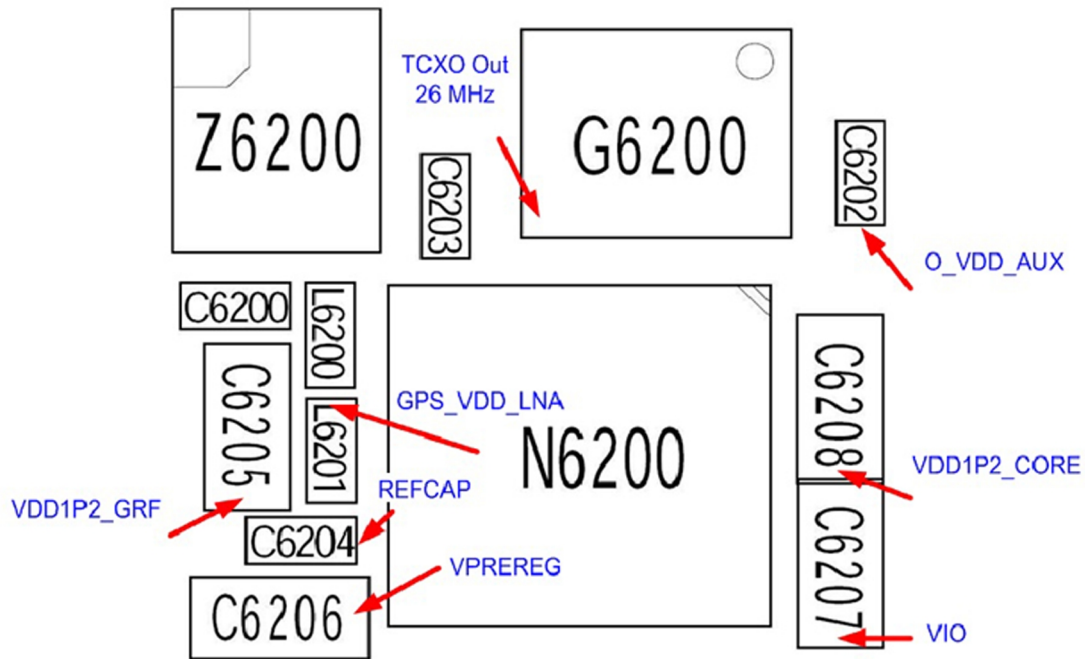 TCXO Out
26 MHz
Z6200
G6200
C6203
C6202
O_VDD_AUX
C6200
L6200
C6205
GPS_VDD_LNA
L6201
N6200
C6208
VDD1P2_CORE
REFCAP
VDD1P2_GRF
C6204
VPREREG
C6207
C6206
VIO